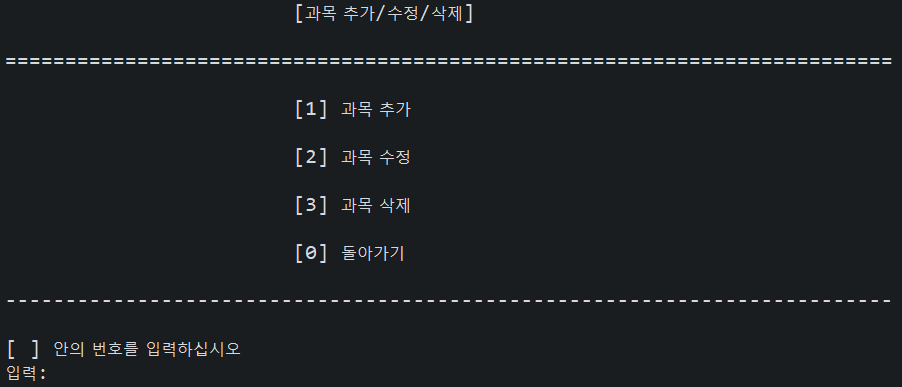 [과목 추가/수정/삭제]
==========================================================================
[1] 과목 추가
[2] 과목 수정
[3] 과목 삭제
[0] 돌아가기
--------------------------------------------------------------------------
[ ] 안의 번호를 입력하십시오
입력: